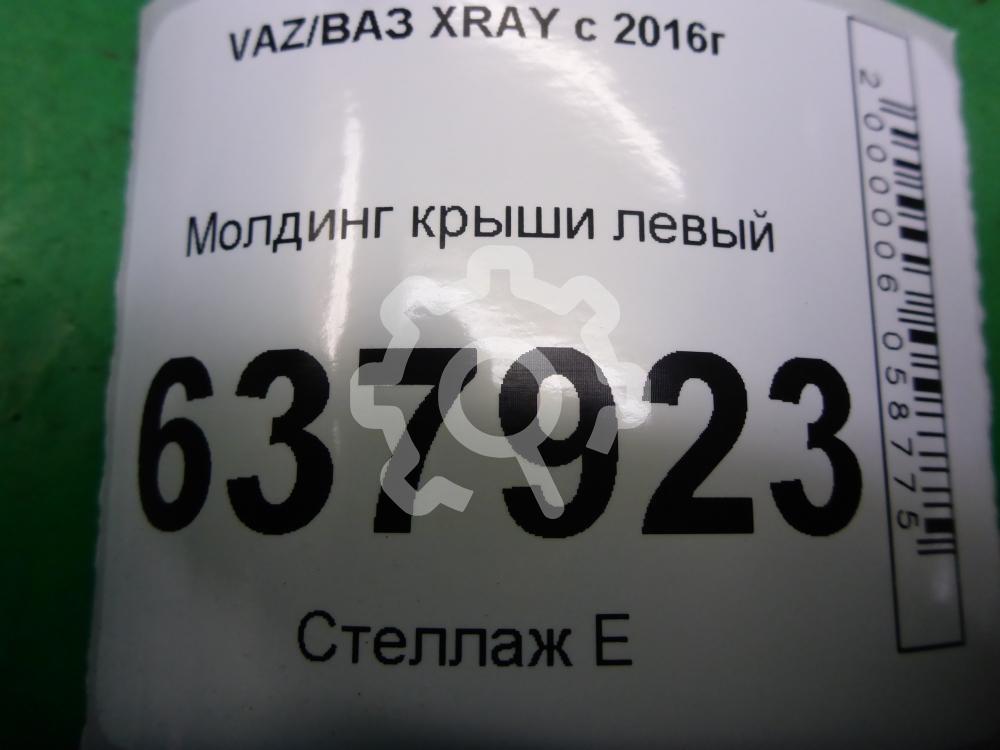 VAZ/ВАЗ XRAY с 2016г
Молдинг крыши левый
637923
Стеллаж Е
2000006058775